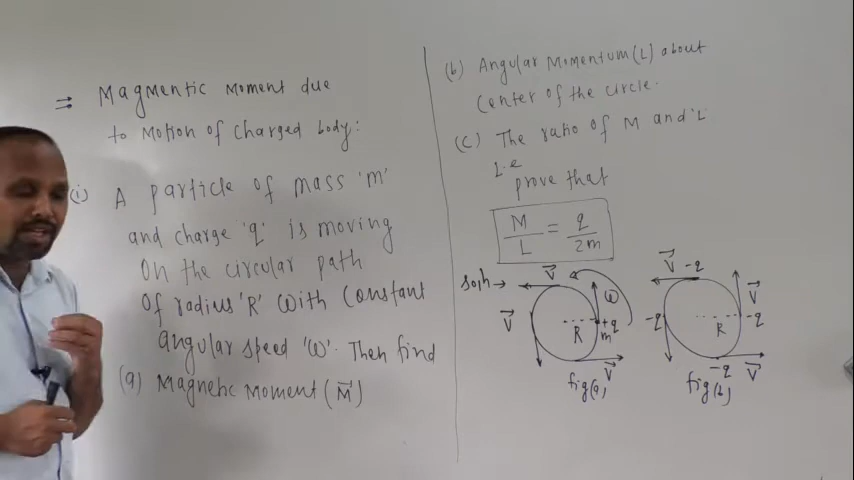 ⇒ Magmentic Moment due
to Motion of charged body:
(i) A particle of mass 'm'
and charge 'q' is moving
On the circular path
Of radius 'R' With Constant
angular speed 'ω'. Then find
(a) Magnetic Moment (M⃗)
(b) Angular Momentum (L) about
Center of the circle.
(c) The ratio of M and 'L'
I.e
prove that
M/L = q/2m
Soln →
V⃗
V⃗
ω
R
+q
m
V⃗
fig(a)
V⃗ -q
V⃗
-q
R
-q
-q
V⃗
fig(b)